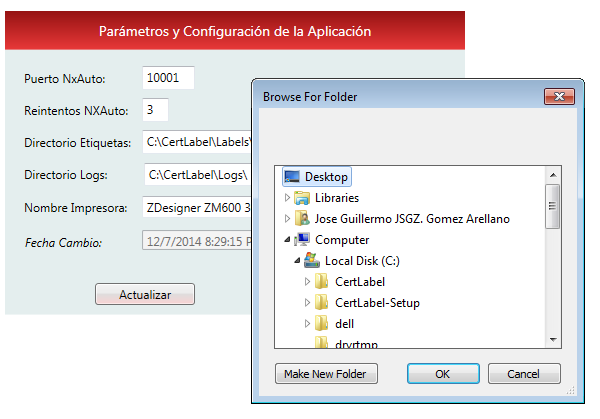 Parámetros y Configuración de la Aplicación
Puerto NxAuto: 10001
Reintentos NXAuto: 3
Directorio Etiquetas: C:\CertLabel\Labels\
Directorio Logs: C:\CertLabel\Logs\
Nombre Impresora: ZDesigner ZM600 3
Fecha Cambio: 12/7/2014 8:29:15 P
Actualizar
Browse For Folder
Desktop
Libraries
Jose Guillermo JSGZ. Gomez Arellano
Computer
Local Disk (C:)
CertLabel
CertLabel-Setup
dell
drvrtmp
Make New Folder
OK
Cancel